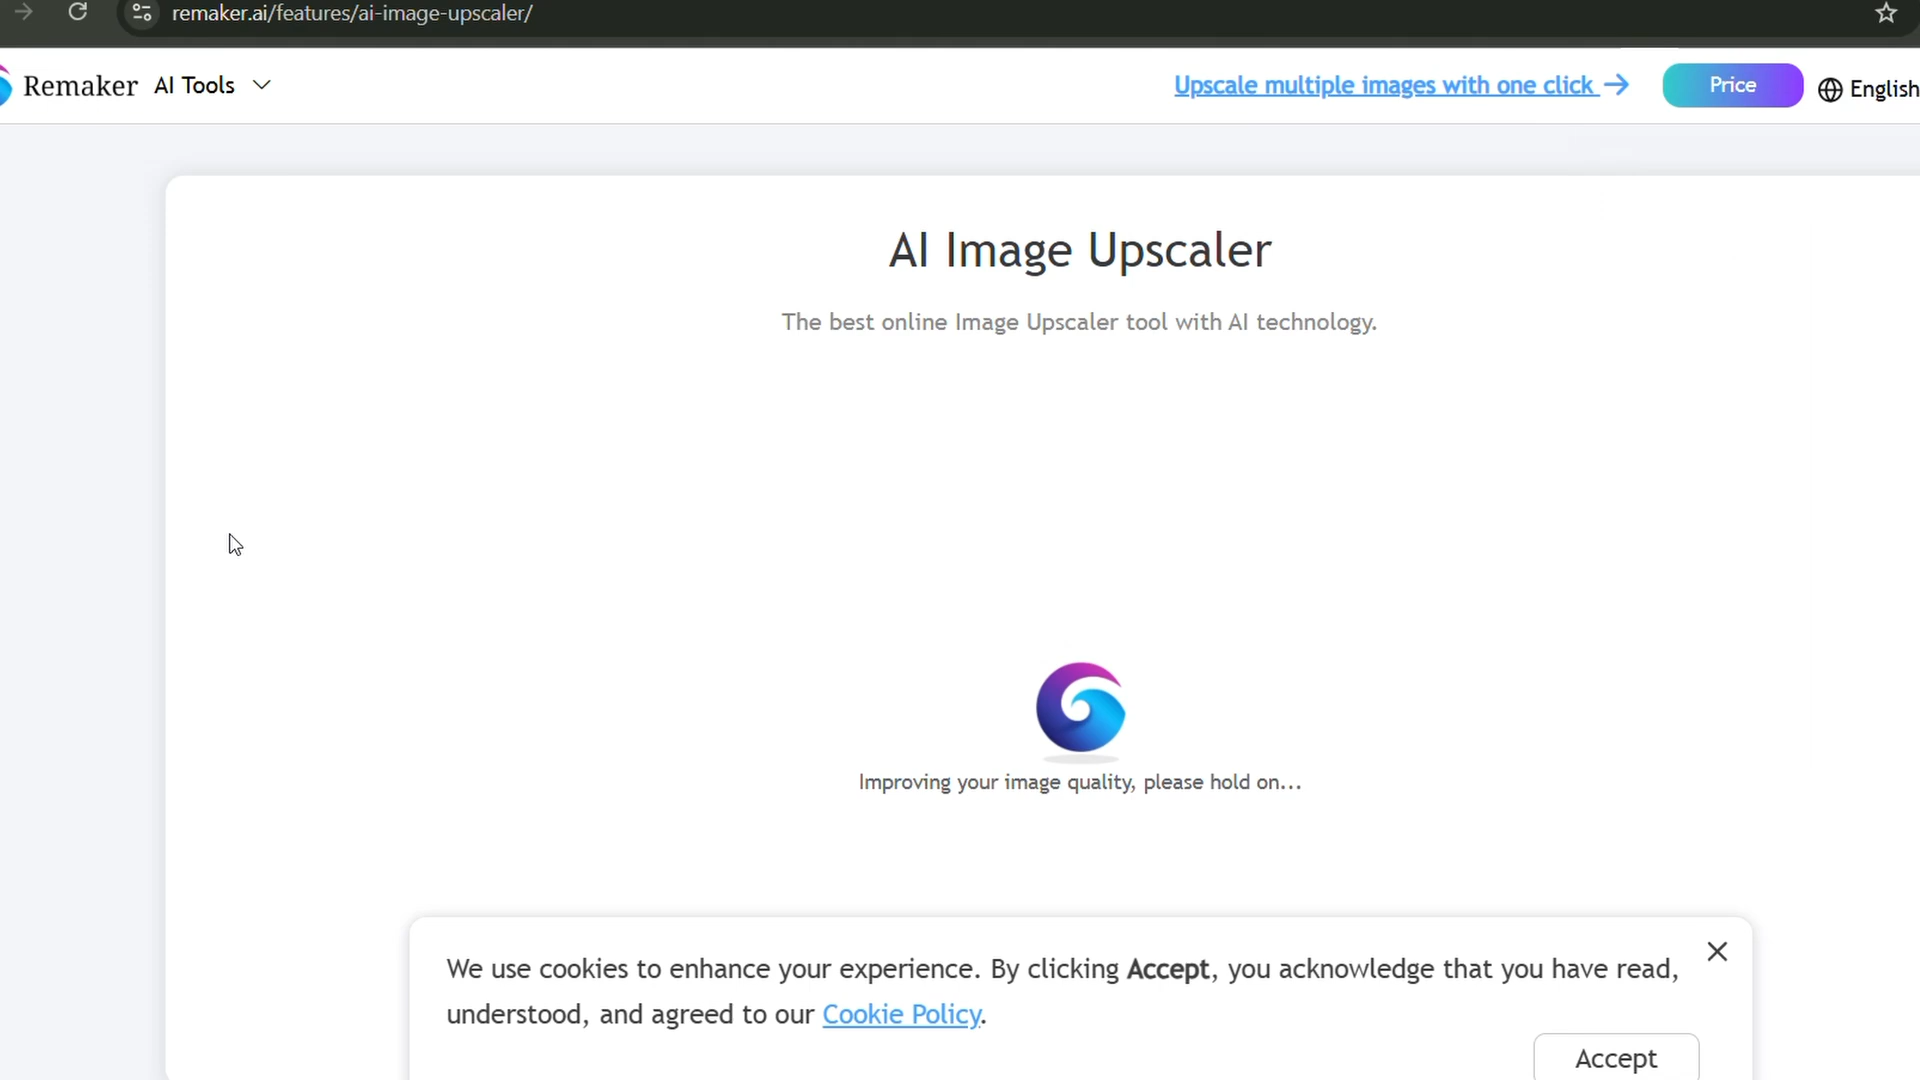 remaker.ai/features/ai-image-upscaler/
Remaker AI Tools
Upscale multiple images with one click
Price
English
AI Image Upscaler
The best online Image Upscaler tool with AI technology.
Improving your image quality, please hold on...
We use cookies to enhance your experience. By clicking Accept, you acknowledge that you have read,
understood, and agreed to our Cookie Policy.
Accept